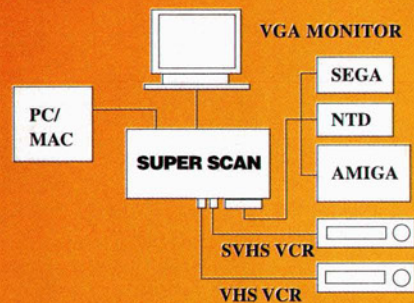 VGA MONITOR
SEGA
PC/
MAC
NTD
SUPER SCAN
AMIGA
SVHS VCR
VHS VCR